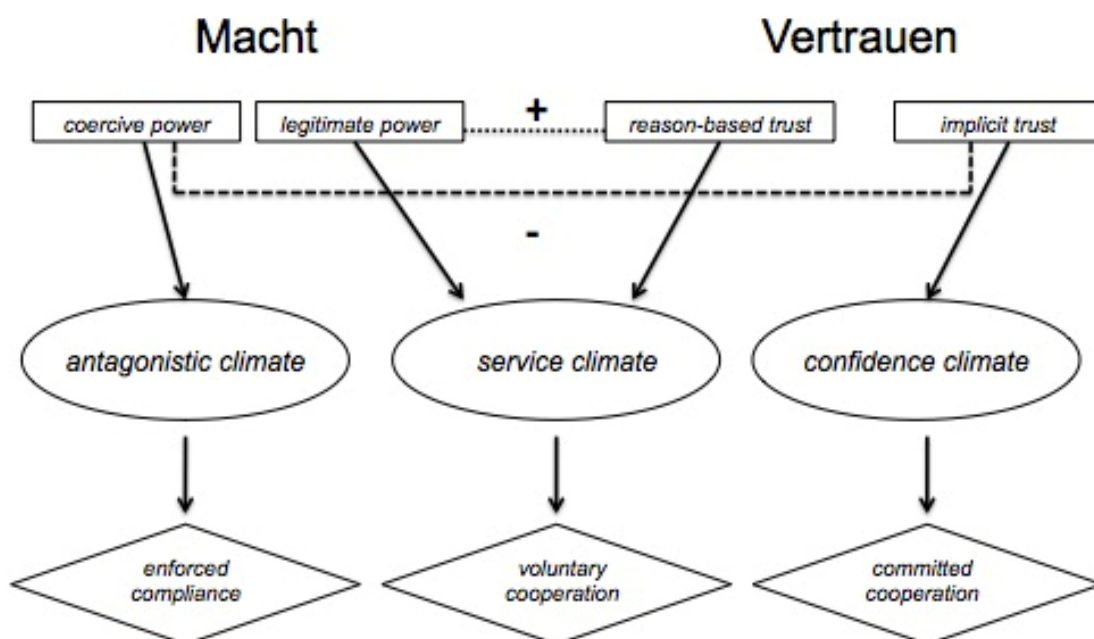 Macht
Vertrauen
coercive power
legitimate power
+
reason-based trust
implicit trust
-
antagonistic climate
service climate
confidence climate
enforced
compliance
voluntary
cooperation
committed
cooperation